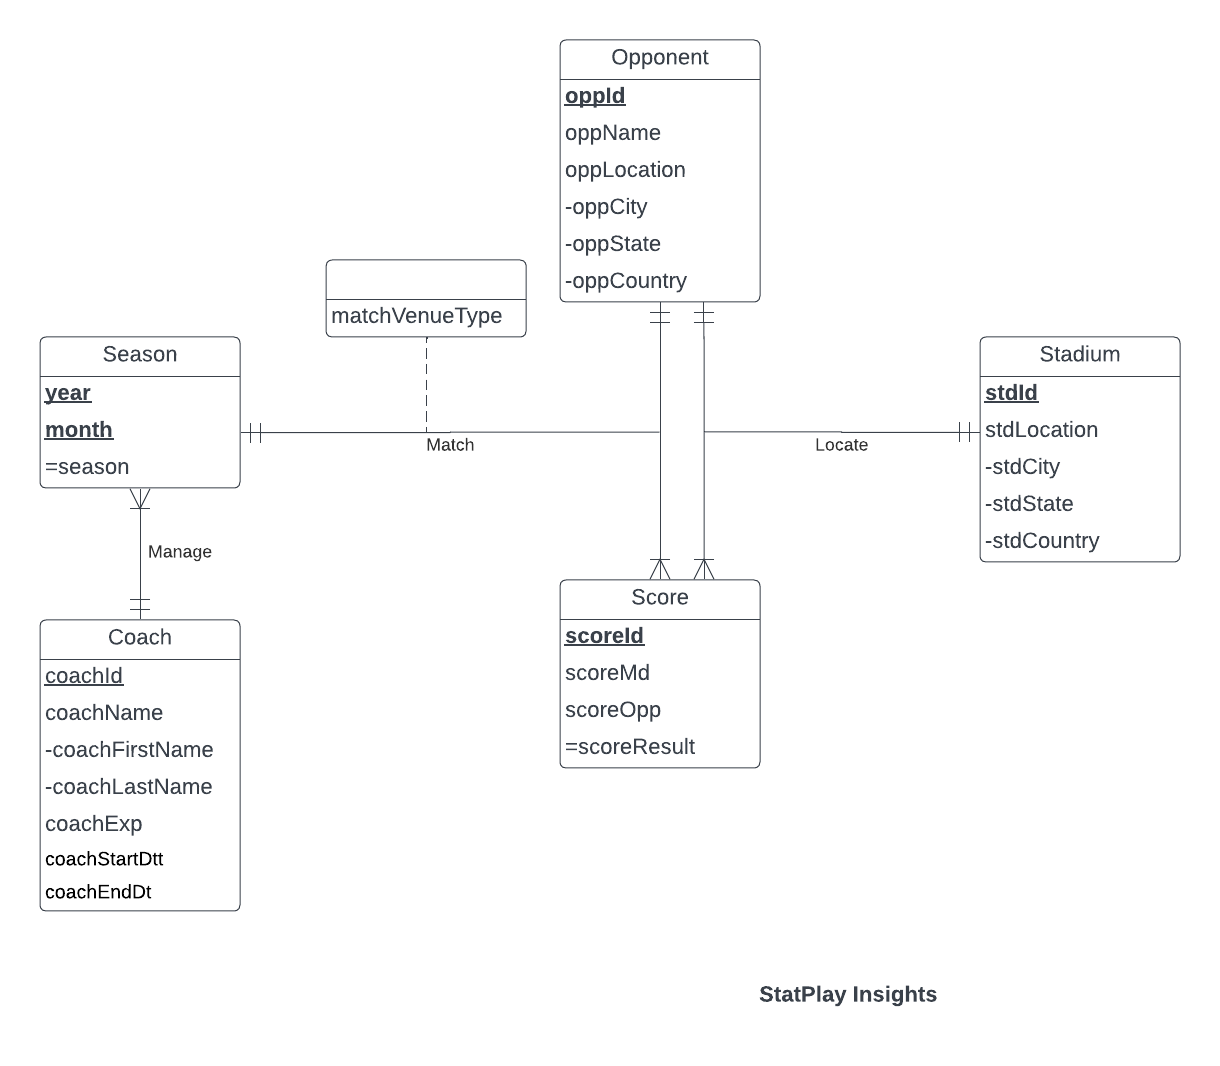 Opponent
oppId
oppName
oppLocation
-oppCity
-oppState
-oppCountry
matchVenueType
Season
year
month
=season
Match
Stadium
stdId
stdLocation
-stdCity
-stdState
-stdCountry
Locate
Manage
Coach
coachId
coachName
-coachFirstName
-coachLastName
coachExp
coachStartDtt
coachEndDt
Score
scoreId
scoreMd
scoreOpp
=scoreResult
StatPlay Insights